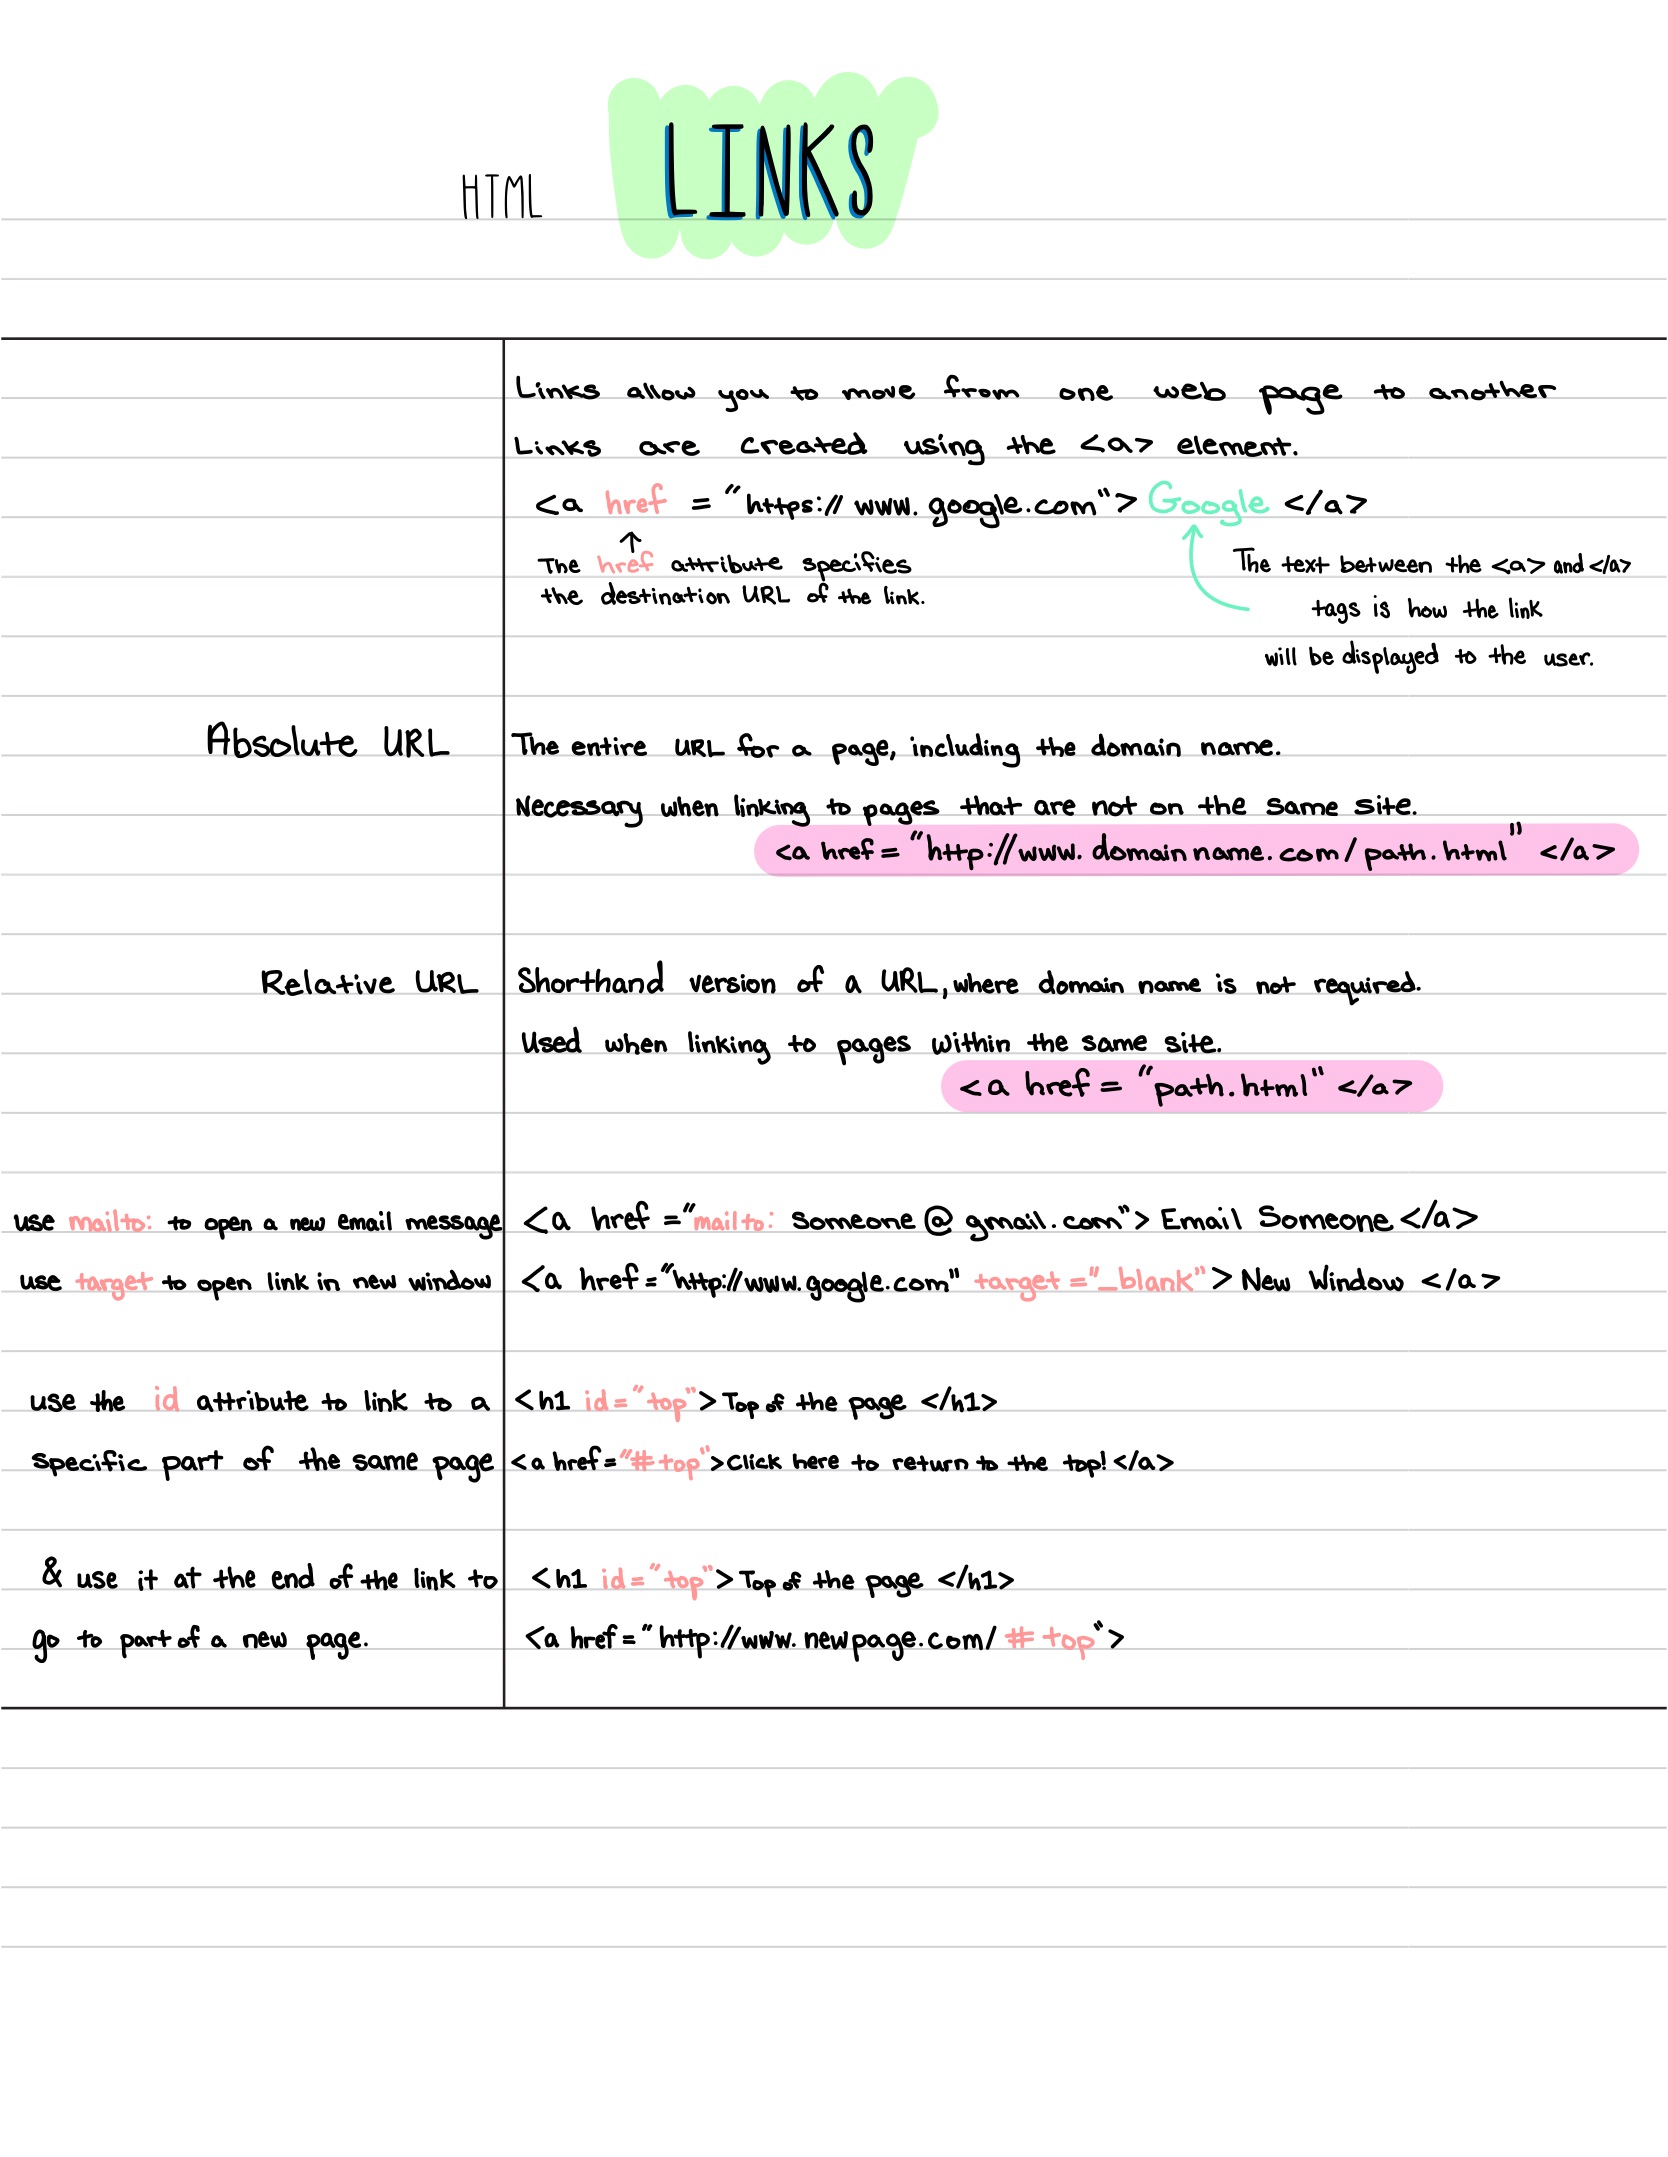 HTML LINKS
Links allow you to move from one web page to another
Links are created using the <a> element.
<a href = "https://www.google.com"> Google </a>
The href attribute specifies
the destination URL of the link.
The text between the <a> and </a>
tags is how the link
will be displayed to the user.
Absolute URL
The entire URL for a page, including the domain name.
Necessary when linking to pages that are not on the same site.
<a href = "http://www.domainname.com/path.html" </a>
Relative URL
Shorthand version of a URL, where domain name is not required.
Used when linking to pages within the same site.
<a href = "path.html" </a>
use mailto: to open a new email message
<a href ="mailto: someone@gmail.com"> Email Someone </a>
use target to open link in new window
<a href = "http://www.google.com" target ="_blank"> New Window </a>
use the id attribute to link to a
specific part of the same page
<h1 id = "top"> Top of the page </h1>
<a href = "#top">Click here to return to the top! </a>
& use it at the end of the link to
go to part of a new page.
<h1 id = "top"> Top of the page </h1>
<a href = "http://www.newpage.com/#top">